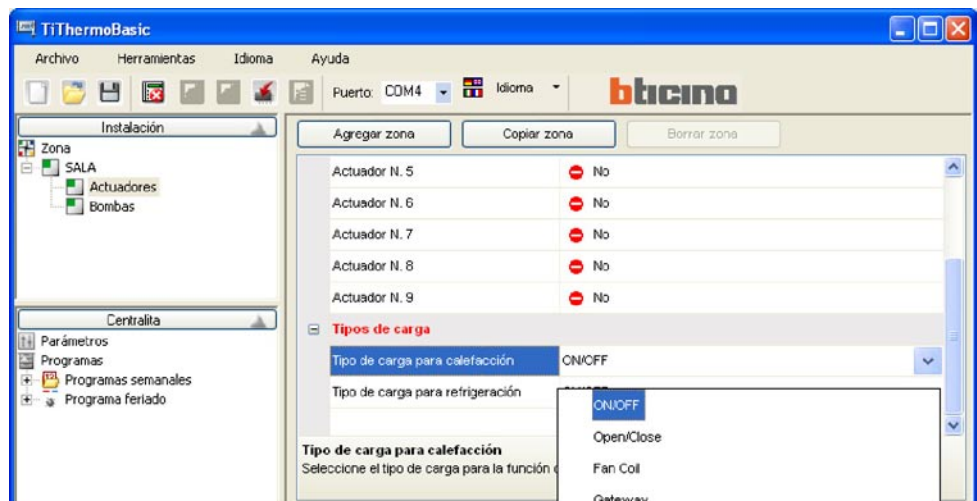 TiThermoBasic
Archivo Herramientas Idioma Ayuda
Puerto: COM4 Idioma bticino
Instalación
Zona
SALA
Actuadores
Bombas
Agregar zona Copiar zona Borrar zona
Actuador N. 5 No
Actuador N. 6 No
Actuador N. 7 No
Actuador N. 8 No
Actuador N. 9 No
Tipos de carga
Tipo de carga para calefacción ON/OFF
Tipo de carga para refrigeración
ON/OFF
Open/Close
Fan Coil
Gateway
Tipo de carga para calefacción
Seleccione el tipo de carga para la función
Centralita
Parámetros
Programas
Programas semanales
Programa feriado